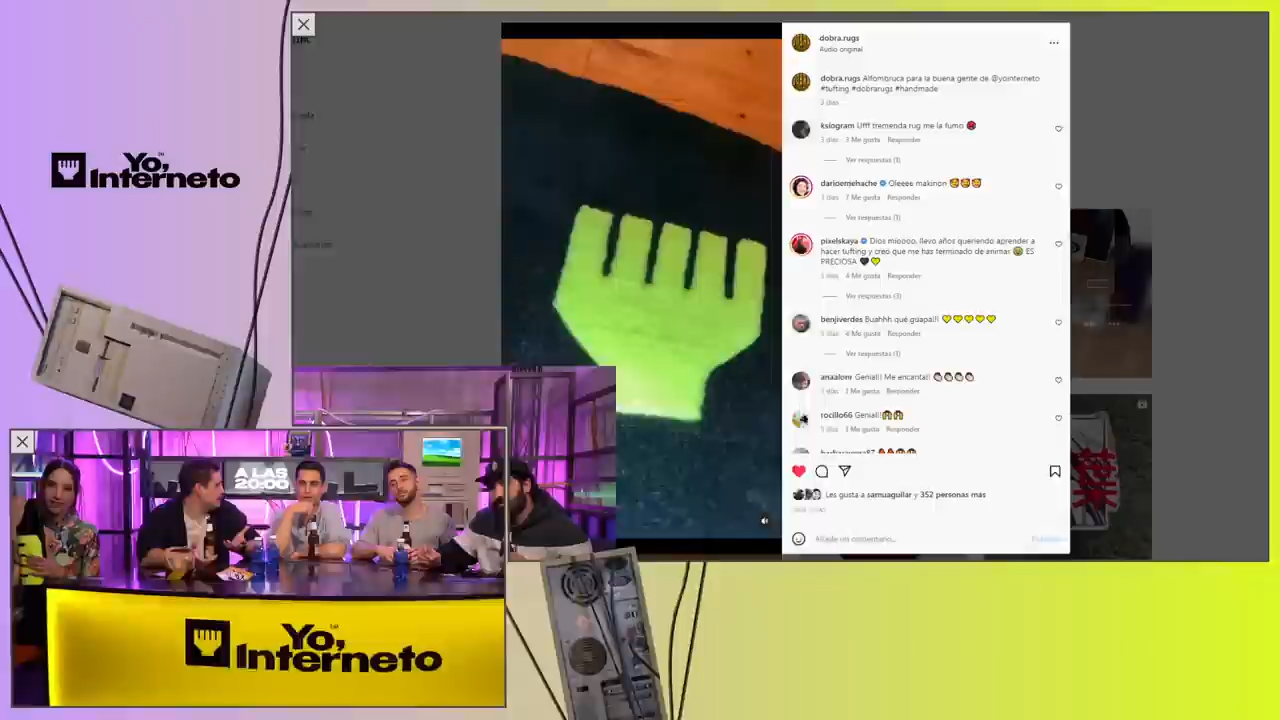 Yo,
Interneto
A LAS
20:00
Yo,
Interneto
dobra.rugs
Audio original
dobra.rugs Alfombruca para la buena gente de @yointerneto
#tufting #dobrarugs #handmade
3 días
ksiogram Ufff tremenda rug me la fumo
3 días 3 Me gusta Responder
Ver respuestas (1)
darioemehache Oleeee makinon
3 días 7 Me gusta Responder
Ver respuestas (1)
pixelskaya Dios mioooo, llevo años queriendo aprender a
hacer tufting y creo que me has terminado de animar ES
PRECIOSA
3 días 4 Me gusta Responder
Ver respuestas (3)
benjiverdes Buahhh qué guapa!!!
3 días 4 Me gusta Responder
Ver respuestas (1)
anaalonr Genial!! Me encanta!!
3 días 1 Me gusta Responder
rocillo66 Genial!
3 días 1 Me gusta Responder
Les gusta a samuaguilar y 352 personas más
Añade un comentario...